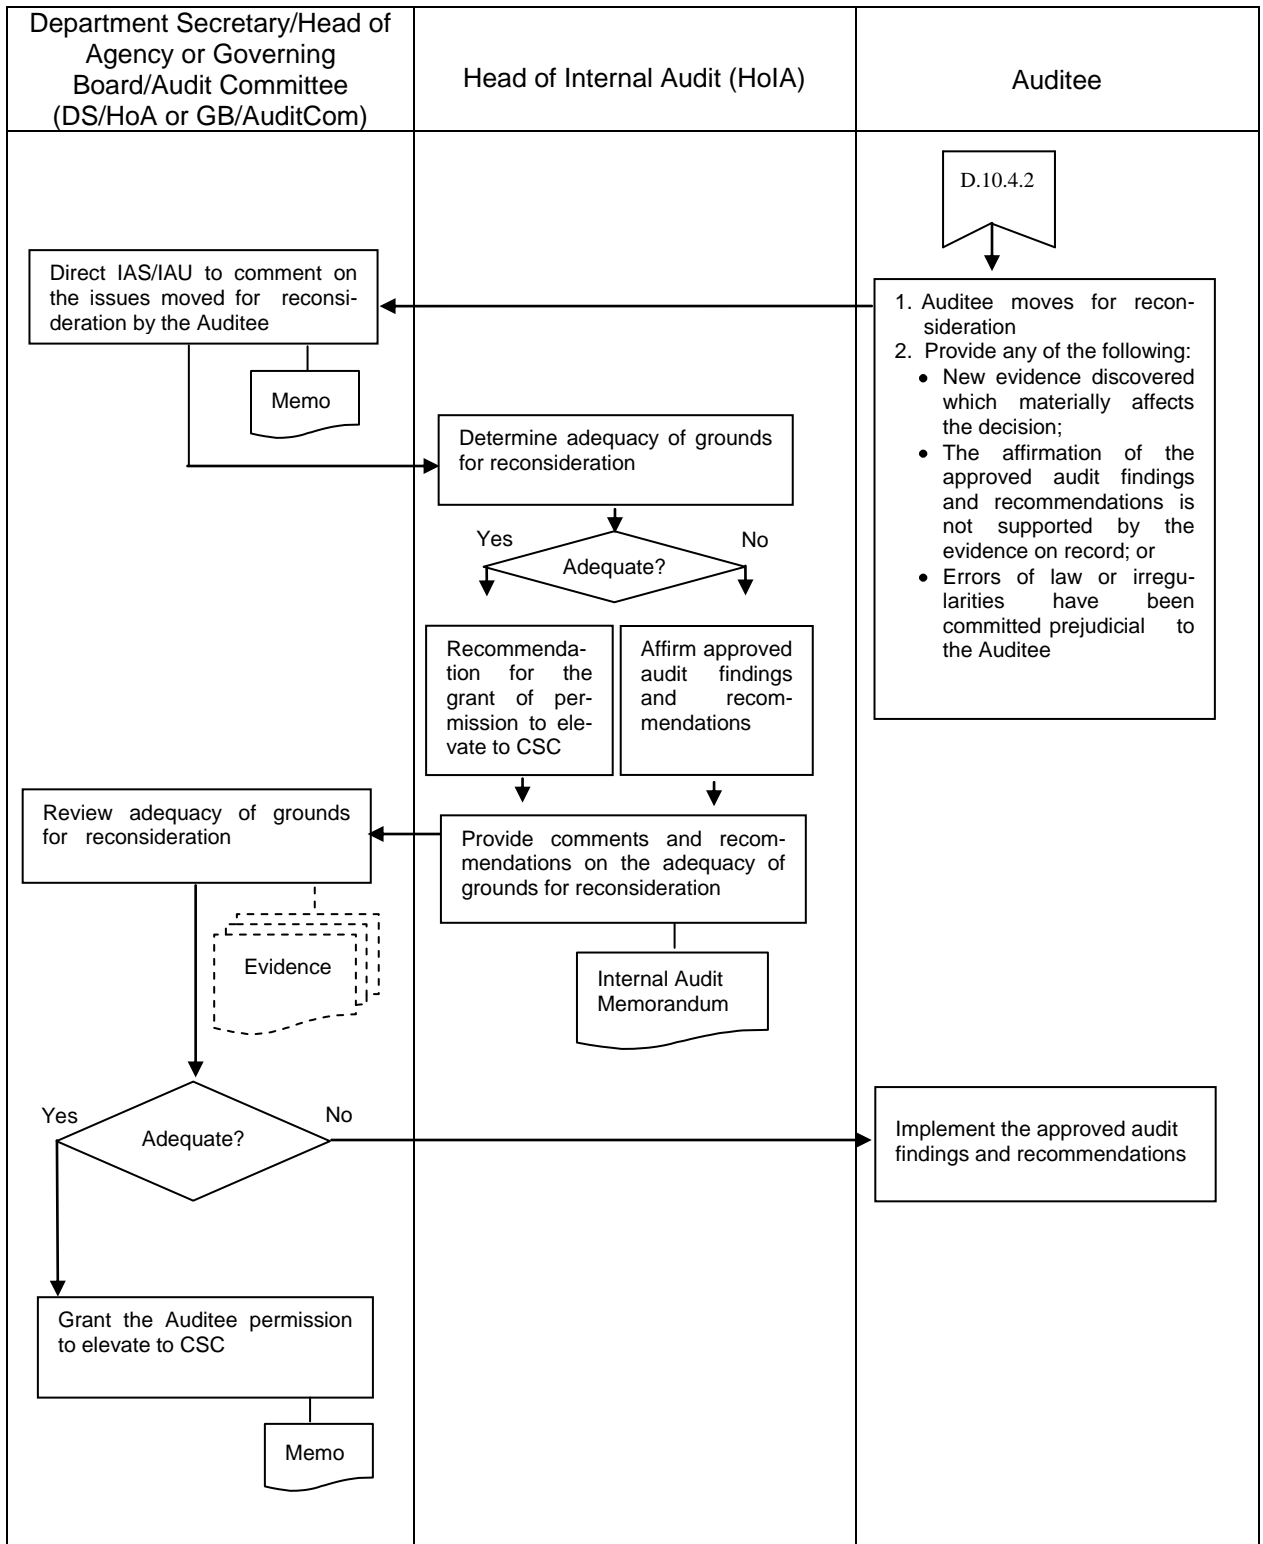 Department Secretary/Head of
Agency or Governing
Board/Audit Committee
(DS/HoA or GB/AuditCom)
Head of Internal Audit (HoIA)
Auditee
D.10.4.2
Direct IAS/IAU to comment on
the issues moved for reconsi-
deration by the Auditee
Memo
1. Auditee moves for recon-
sideration
2. Provide any of the following:
• New evidence discovered
which materially affects
the decision;
• The affirmation of the
approved audit findings
and recommendations is
not supported by the
evidence on record; or
• Errors of law or irregu-
larities have been
committed prejudicial to
the Auditee
Determine adequacy of grounds
for reconsideration
Yes
No
Adequate?
Recommenda-
tion for the
grant of per-
mission to ele-
vate to CSC
Affirm approved
audit findings
and recom-
mendations
Review adequacy of grounds
for reconsideration
Provide comments and recom-
mendations on the adequacy of
grounds for reconsideration
Evidence
Internal Audit
Memorandum
Yes
No
Adequate?
Implement the approved audit
findings and recommendations
Grant the Auditee permission
to elevate to CSC
Memo